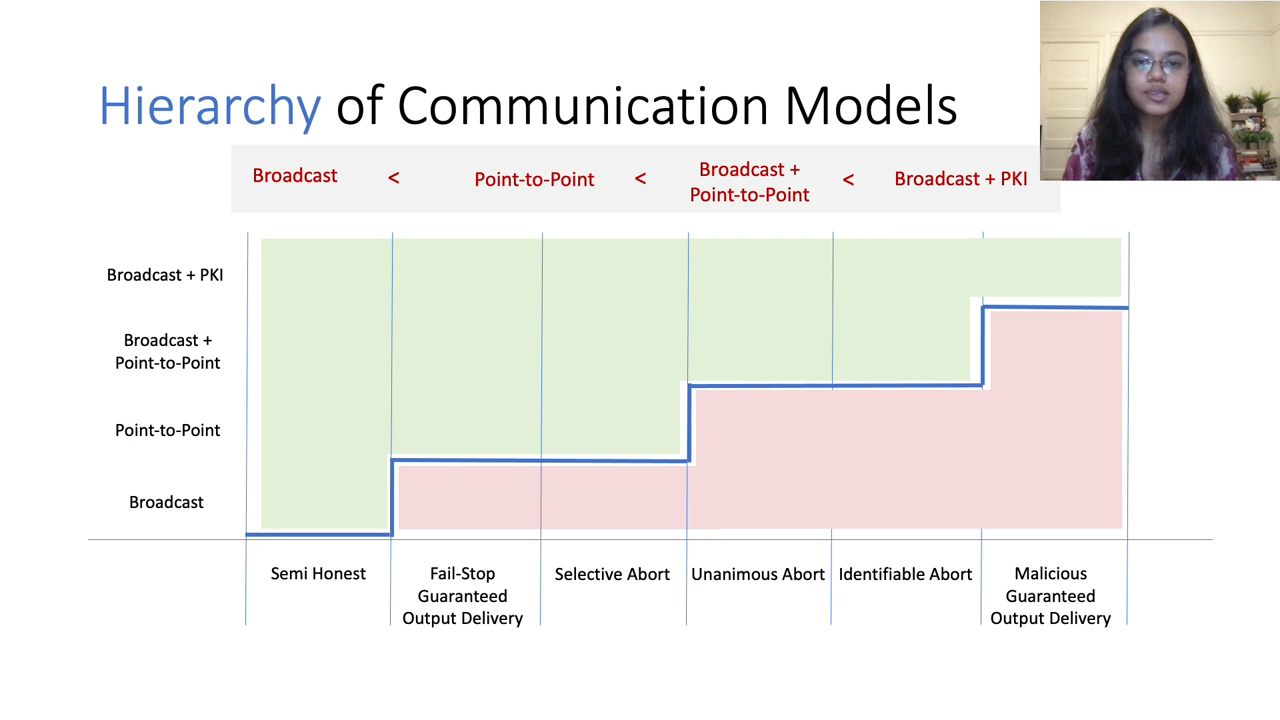 Hierarchy of Communication Models
Broadcast < Point-to-Point < Broadcast + Point-to-Point < Broadcast + PKI
Broadcast + PKI
Broadcast +
Point-to-Point
Point-to-Point
Broadcast
Semi Honest
Fail-Stop
Guaranteed
Output Delivery
Selective Abort
Unanimous Abort
Identifiable Abort
Malicious
Guaranteed
Output Delivery